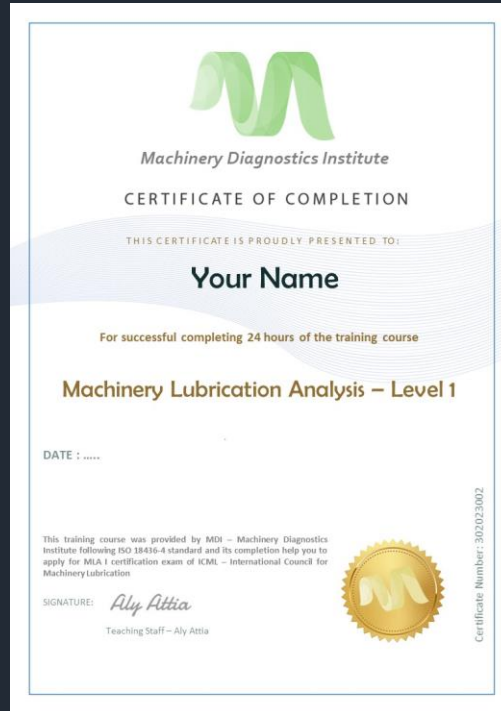 Machinery Diagnostics Institute
CERTIFICATE OF COMPLETION
THIS CERTIFICATE IS PROUDLY PRESENTED TO:
Your Name
For successful completing 24 hours of the training course
Machinery Lubrication Analysis – Level 1
DATE : .....
This training course was provided by MDI – Machinery Diagnostics
Institute following ISO 18436-4 standard and its completion help you to
apply for MLA I certification exam of ICML – International Council for
Machinery Lubrication
SIGNATURE: Aly Attia
Teaching Staff – Aly Attia
Certificate Number: 302023002